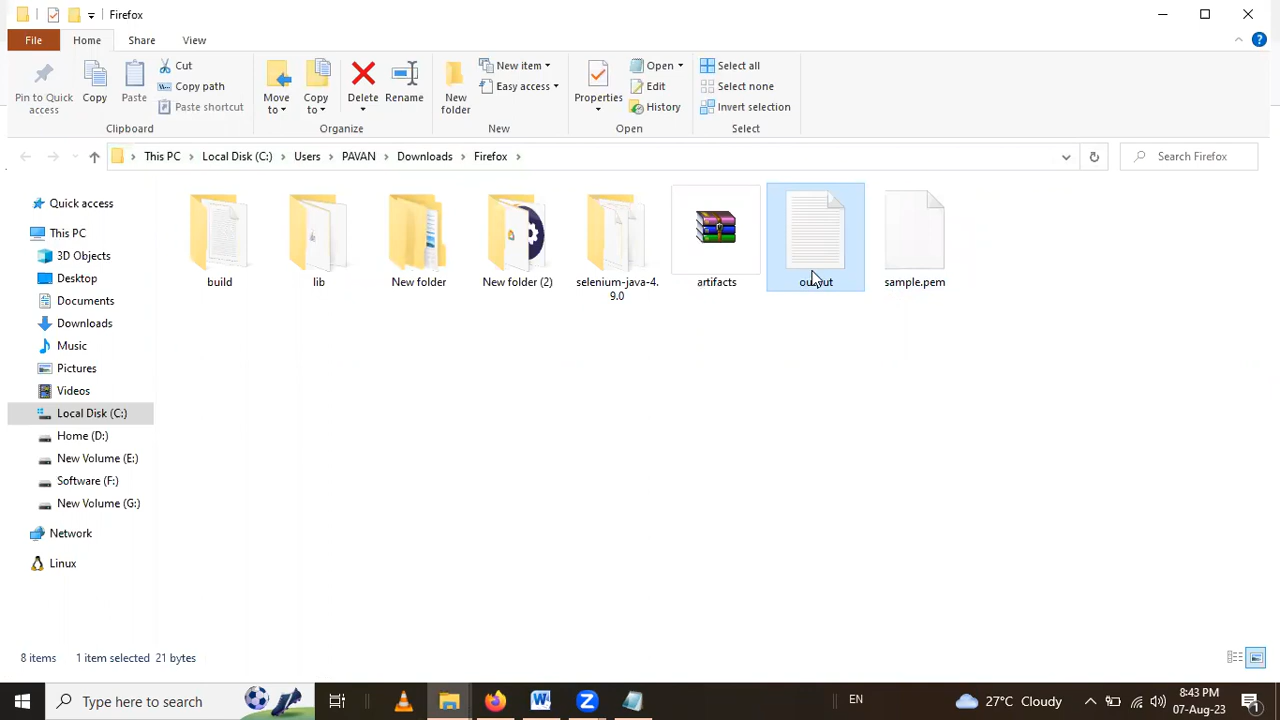 Firefox
File
Home
Share
View
Pin to Quick
access
Copy
Paste
Cut
Copy path
Paste shortcut
Clipboard
Move
to
Copy
to
Delete
Rename
Organize
New
folder
New item
Easy access
New
Properties
Open
Edit
History
Open
Select all
Select none
Invert selection
Select
This PC
Local Disk (C:)
Users
PAVAN
Downloads
Firefox
Search Firefox
Quick access
This PC
3D Objects
Desktop
Documents
Downloads
Music
Pictures
Videos
Local Disk (C:)
Home (D:)
New Volume (E:)
Software (F:)
New Volume (G:)
Network
Linux
build
lib
New folder
New folder (2)
selenium-java-4.
9.0
artifacts
output
sample.pem
8 items
1 item selected 21 bytes
Type here to search
EN
27°C Cloudy
8:43 PM
07-Aug-23
1